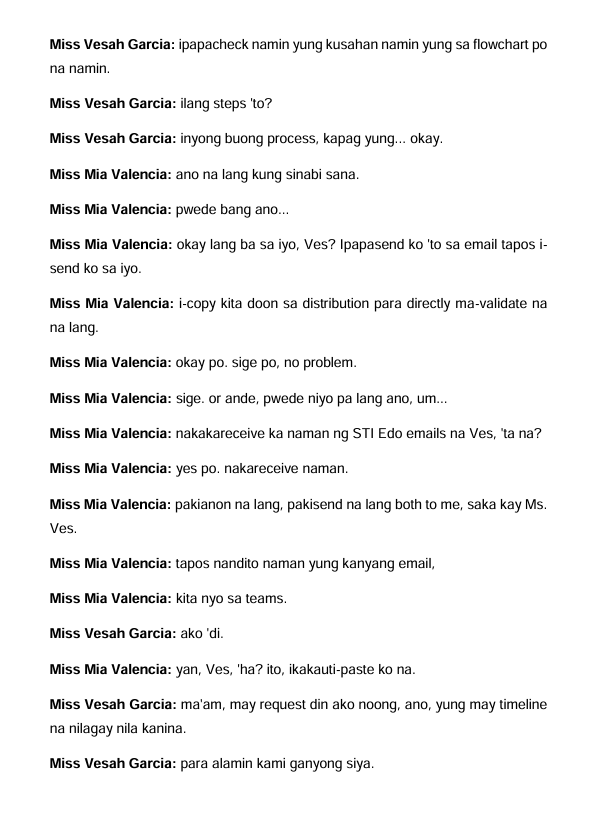 Miss Vesah Garcia: ipapacheck namin yung kusahan namin yung sa flowchart po
na namin.
Miss Vesah Garcia: ilang steps 'to?
Miss Vesah Garcia: inyong buong process, kapag yung... okay.
Miss Mia Valencia: ano na lang kung sinabi sana.
Miss Mia Valencia: pwede bang ano...
Miss Mia Valencia: okay lang ba sa iyo, Ves? Ipapasend ko 'to sa email tapos i-
send ko sa iyo.
Miss Mia Valencia: i-copy kita doon sa distribution para directly ma-validate na
na lang.
Miss Mia Valencia: okay po. sige po, no problem.
Miss Mia Valencia: sige. or ande, pwede niyo pa lang ano, um...
Miss Mia Valencia: nakakareceive ka naman ng STI Edo emails na Ves, 'ta na?
Miss Mia Valencia: yes po. nakareceive naman.
Miss Mia Valencia: pakianon na lang, pakisend na lang both to me, saka kay Ms.
Ves.
Miss Mia Valencia: tapos nandito naman yung kanyang email,
Miss Mia Valencia: kita nyo sa teams.
Miss Vesah Garcia: ako 'di.
Miss Mia Valencia: yan, Ves, 'ha? ito, ikakauti-paste ko na.
Miss Vesah Garcia: ma'am, may request din ako noong, ano, yung may timeline
na nilagay nila kanina.
Miss Vesah Garcia: para alamin kami ganyong siya.